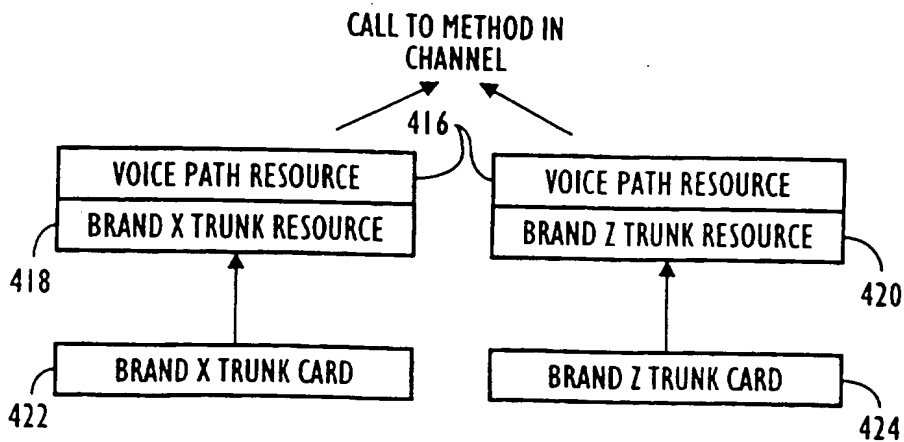 CALL TO METHOD IN
CHANNEL
416
VOICE PATH RESOURCE
BRAND X TRUNK RESOURCE
418
VOICE PATH RESOURCE
BRAND Z TRUNK RESOURCE
420
BRAND X TRUNK CARD
422
BRAND Z TRUNK CARD
424